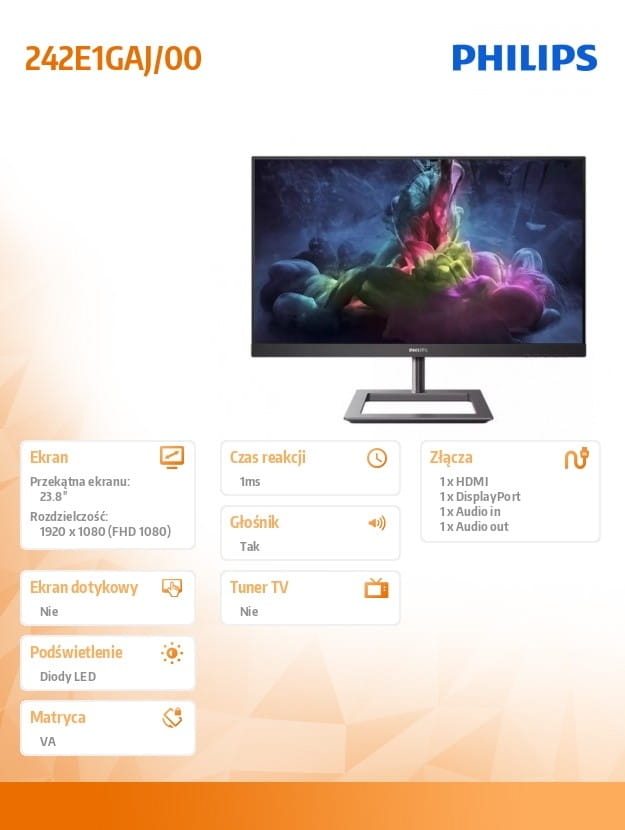 242E1GAJ/00
PHILIPS
PHILIPS
Ekran
Przekątna ekranu:
23.8"
Rozdzielczość:
1920 x 1080 (FHD 1080)
Czas reakcji
1ms
Głośnik
Tak
Złącza
1 x HDMI
1 x DisplayPort
1 x Audio in
1 x Audio out
Ekran dotykowy
Nie
Tuner TV
Nie
Podświetlenie
Diody LED
Matryca
VA